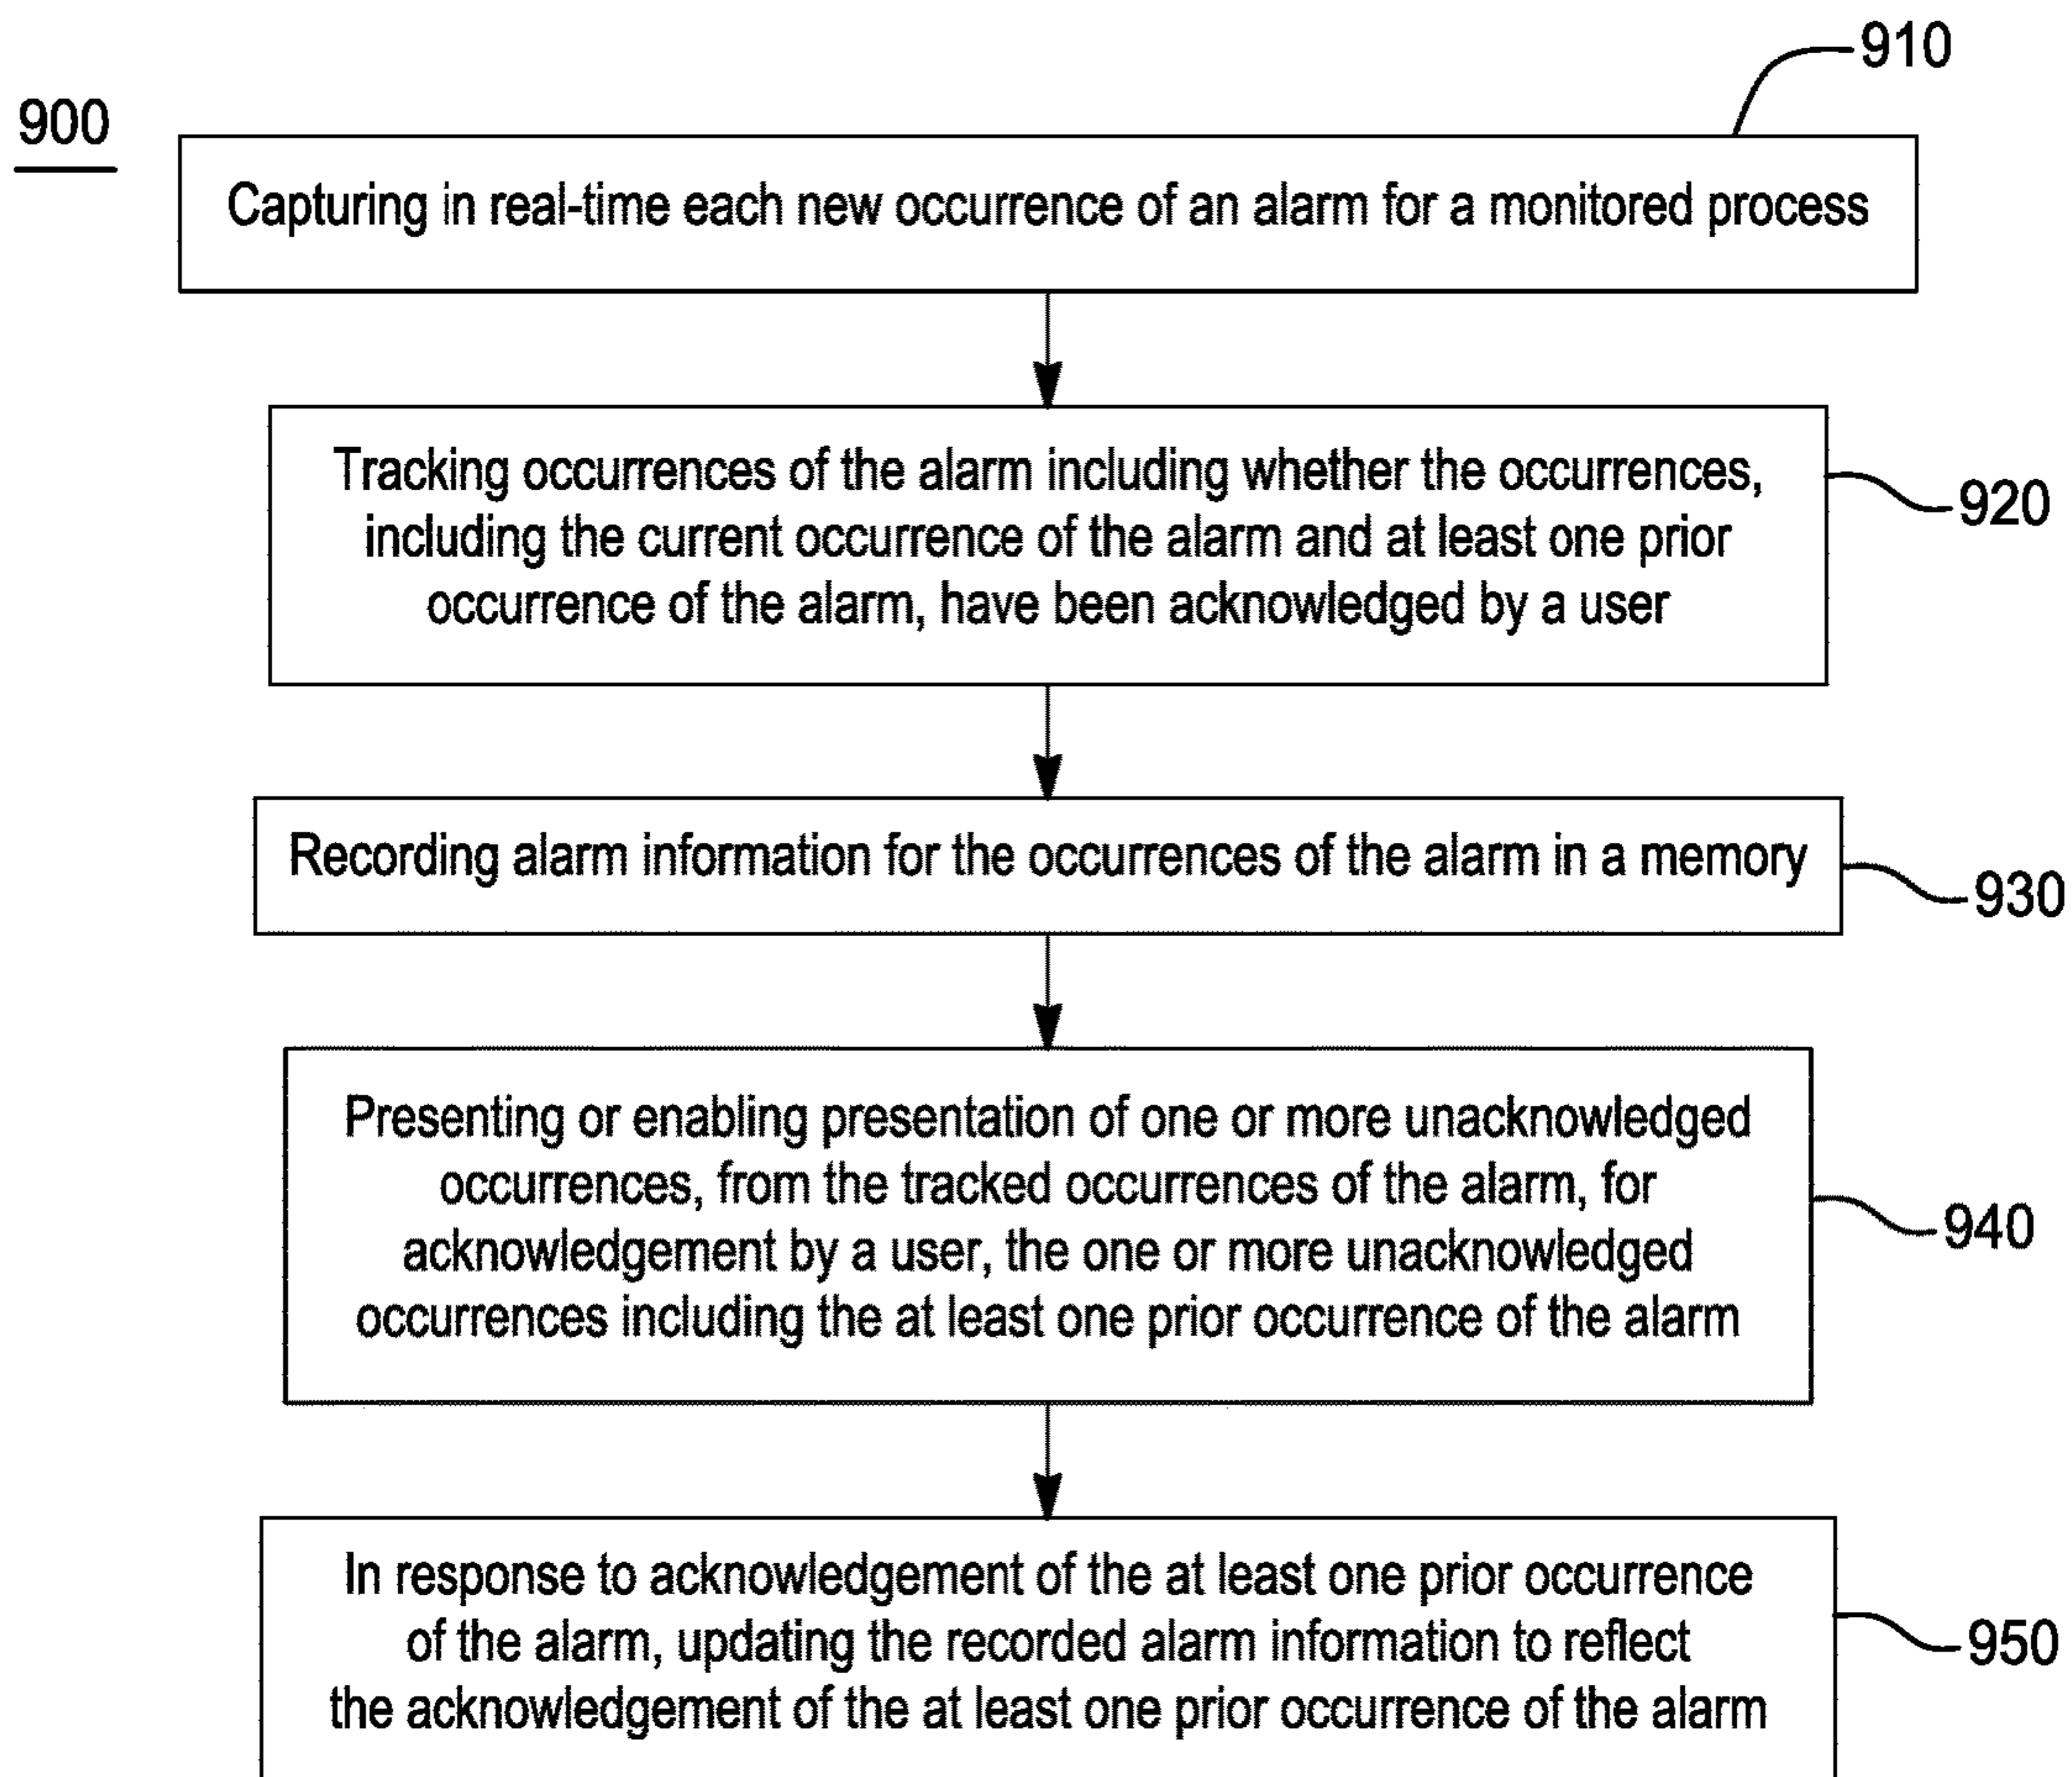 910
900
Capturing in real-time each new occurrence of an alarm for a monitored process
Tracking occurrences of the alarm including whether the occurrences,
including the current occurrence of the alarm and at least one prior
occurrence of the alarm, have been acknowledged by a user
920
Recording alarm information for the occurrences of the alarm in a memory
930
Presenting or enabling presentation of one or more unacknowledged
occurrences, from the tracked occurrences of the alarm, for
acknowledgement by a user, the one or more unacknowledged
occurrences including the at least one prior occurrence of the alarm
940
In response to acknowledgement of the at least one prior occurrence
of the alarm, updating the recorded alarm information to reflect
the acknowledgement of the at least one prior occurrence of the alarm
950